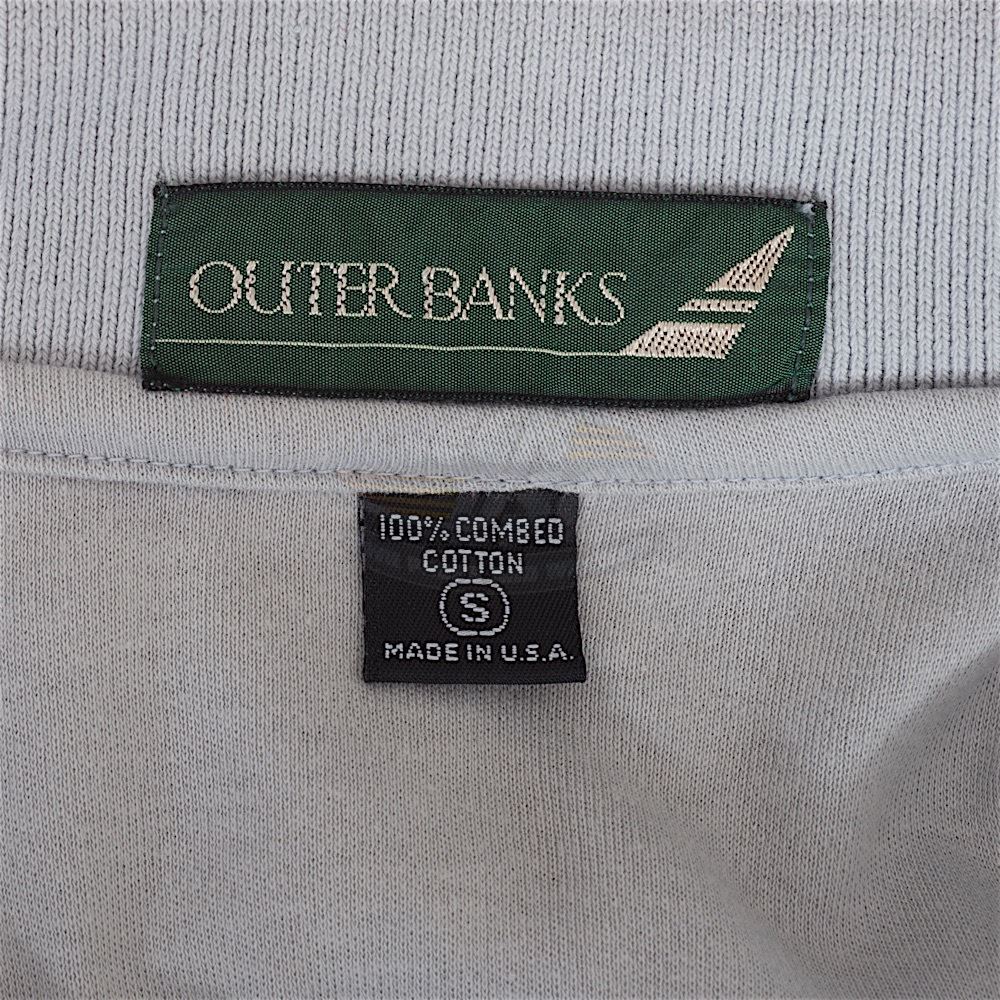 OUTER BANKS
100% COMBED
COTTON
S
MADE IN U.S.A.